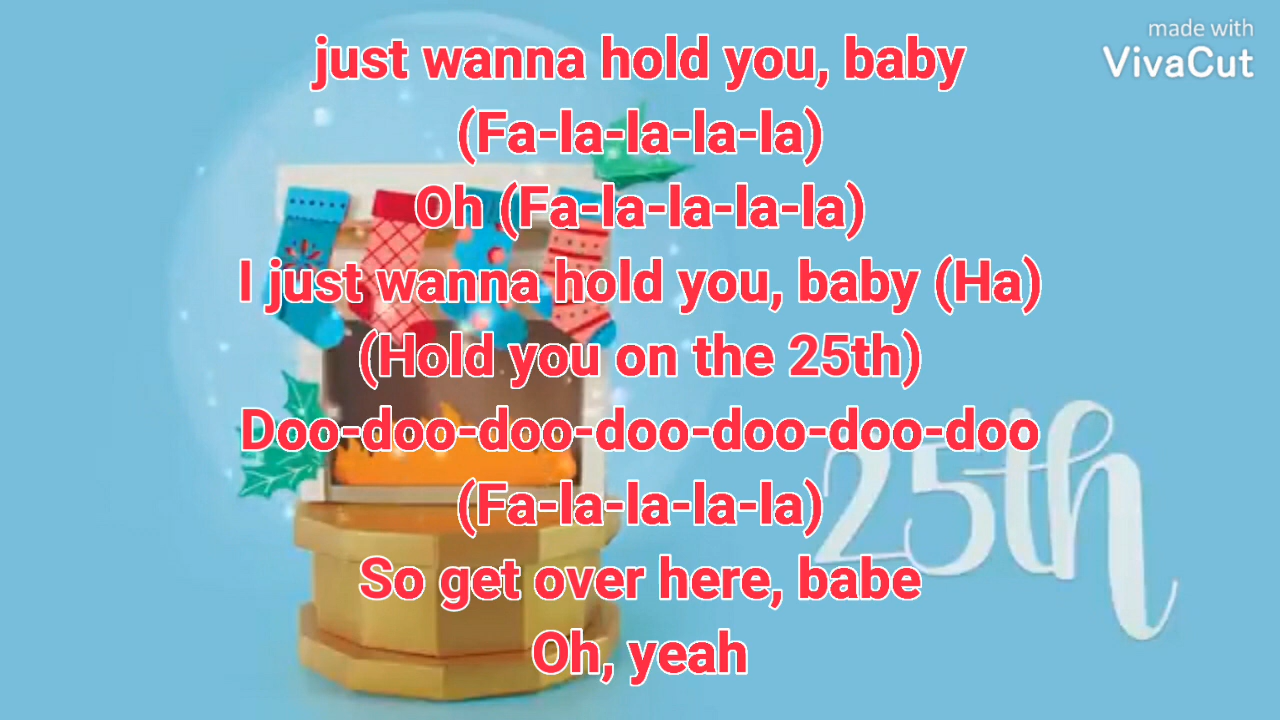 made with
VivaCut
just wanna hold you, baby
(Fa-la-la-la-la)
Oh (Fa-la-la-la-la)
I just wanna hold you, baby (Ha)
(Hold you on the 25th)
Doo-doo-doo-doo-doo-doo-doo
(Fa-la-la-la-la)
So get over here, babe
Oh, yeah
25th